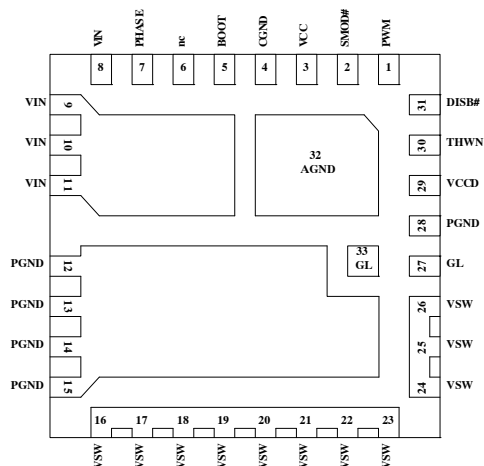 VIN PHASE nc BOOT CGND VCC SMOD# PWM
8 7 6 5 4 3 2 1
VIN 9
VIN 10
VIN 11
32
AGND
31 DISB#
30 THWN
29 VCCD
28 PGND
33
GL
27 GL
PGND 12
PGND 13
PGND 14
PGND 15
26 VSW
25 VSW
24 VSW
16 17 18 19 20 21 22 23
VSW VSW VSW VSW VSW VSW VSW VSW